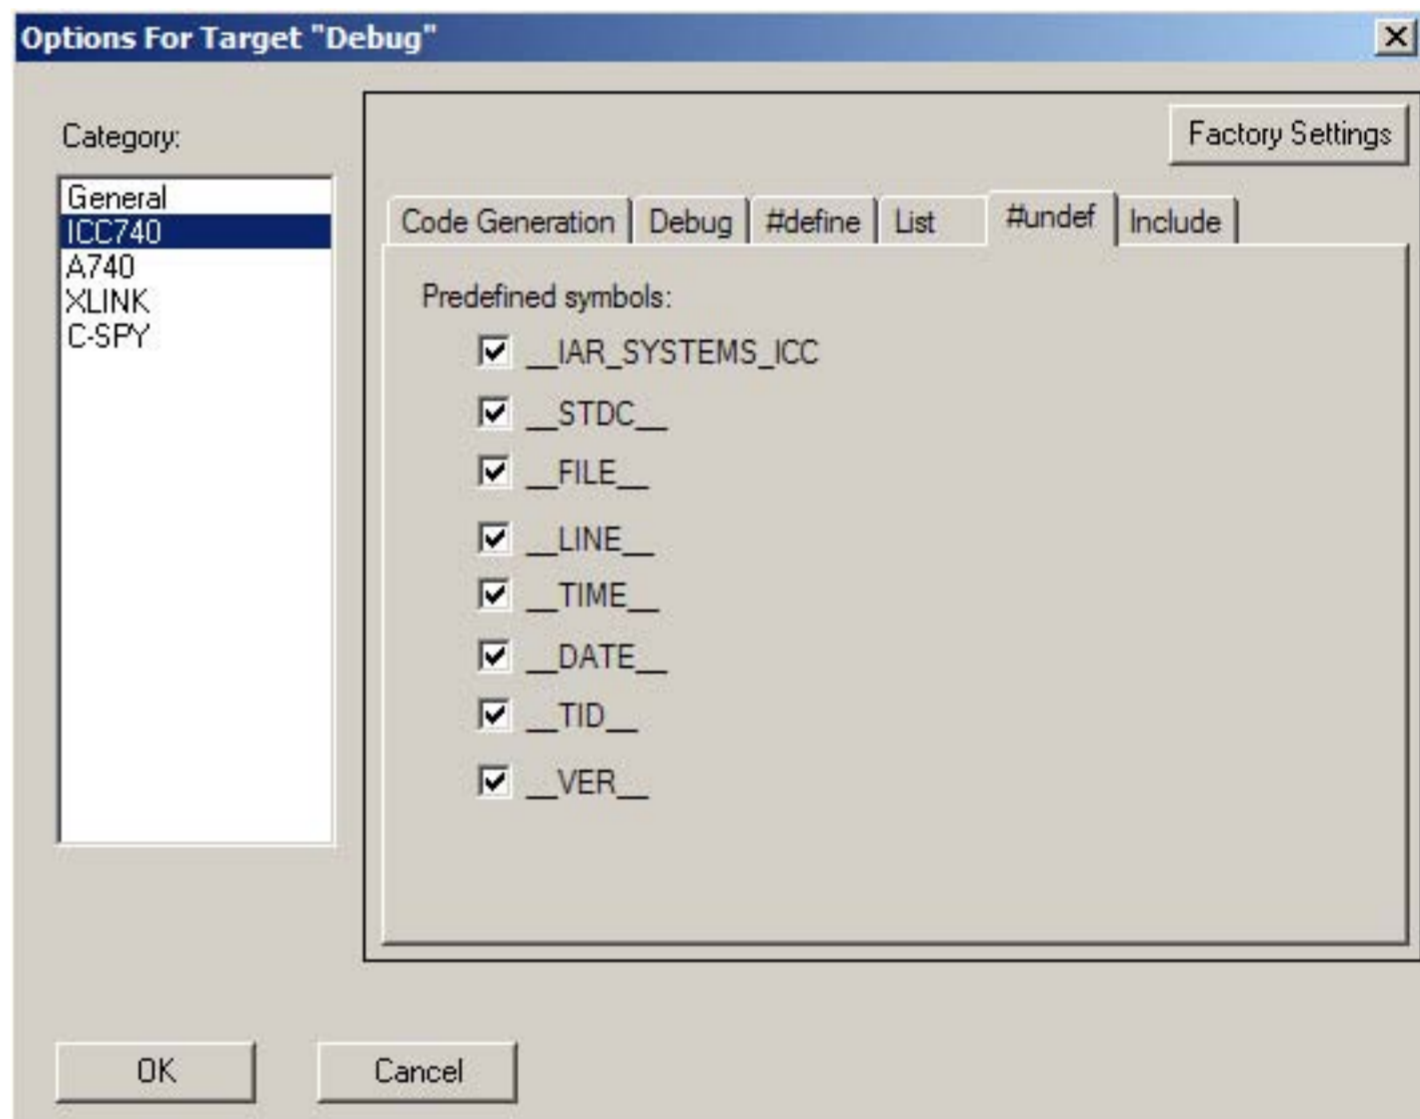 Options For Target "Debug"
Category:
Factory Settings
General
ICC740
A740
XLINK
C-SPY
Code Generation Debug #define List #undef Include
Predefined symbols:
__IAR_SYSTEMS_ICC
__STDC__
__FILE__
__LINE__
__TIME__
__DATE__
__TID__
__VER__
OK Cancel